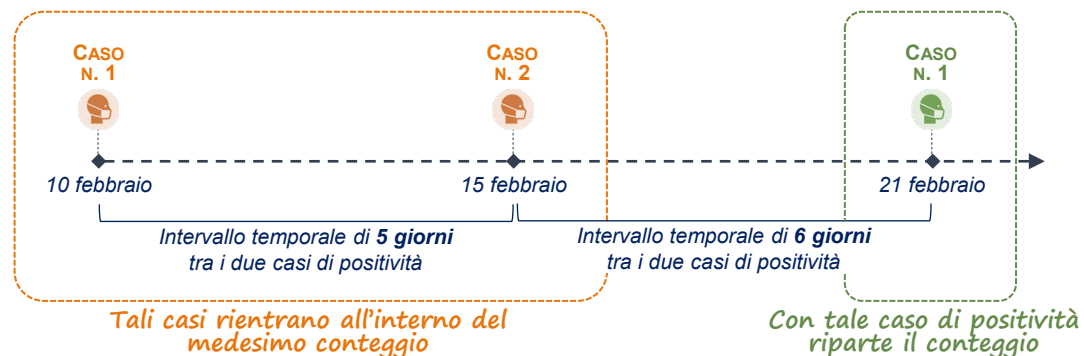 CASO
N. 1
CASO
N. 2
CASO
N. 1
10 febbraio
15 febbraio
21 febbraio
Intervallo temporale di 5 giorni
tra i due casi di positività
Intervallo temporale di 6 giorni
tra i due casi di positività
Tali casi rientrano all'interno del
medesimo conteggio
Con tale caso di positività
riparte il conteggio